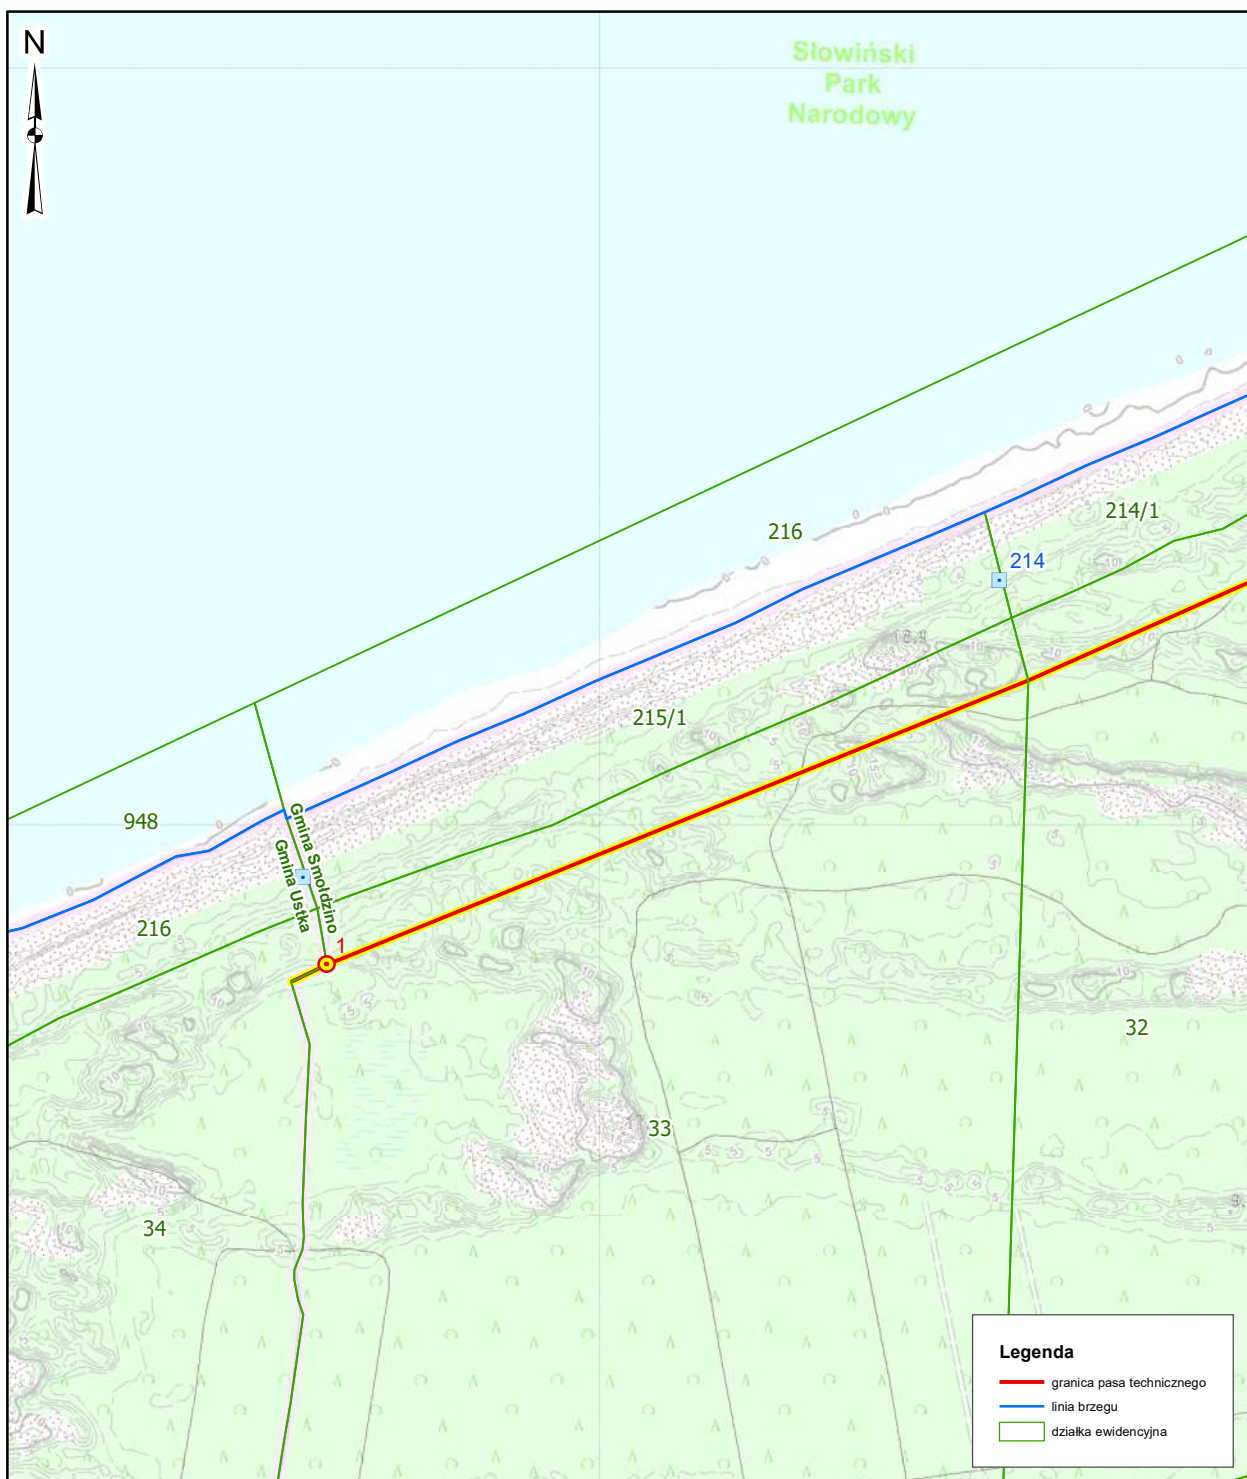 N
Słowiński
Park
Narodowy
216
214/1
214
215/1
948
Gmina Smołdzino
Gmina Ustka
216
1
32
33
34
Legenda
granica pasa technicznego
linia brzegu
działka ewidencyjna